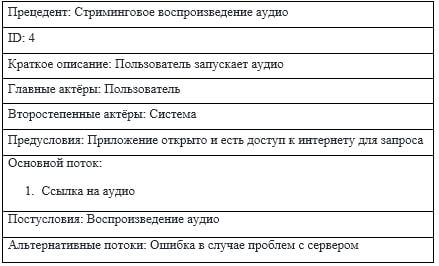 Прецедент: Стриминговое воспроизведение аудио
ID: 4
Краткое описание: Пользователь запускает аудио
Главные актёры: Пользователь
Второстепенные актёры: Система
Предусловия: Приложение открыто и есть доступ к интернету для запроса
Основной поток:
1. Ссылка на аудио
Постусловия: Воспроизведение аудио
Альтернативные потоки: Ошибка в случае проблем с сервером